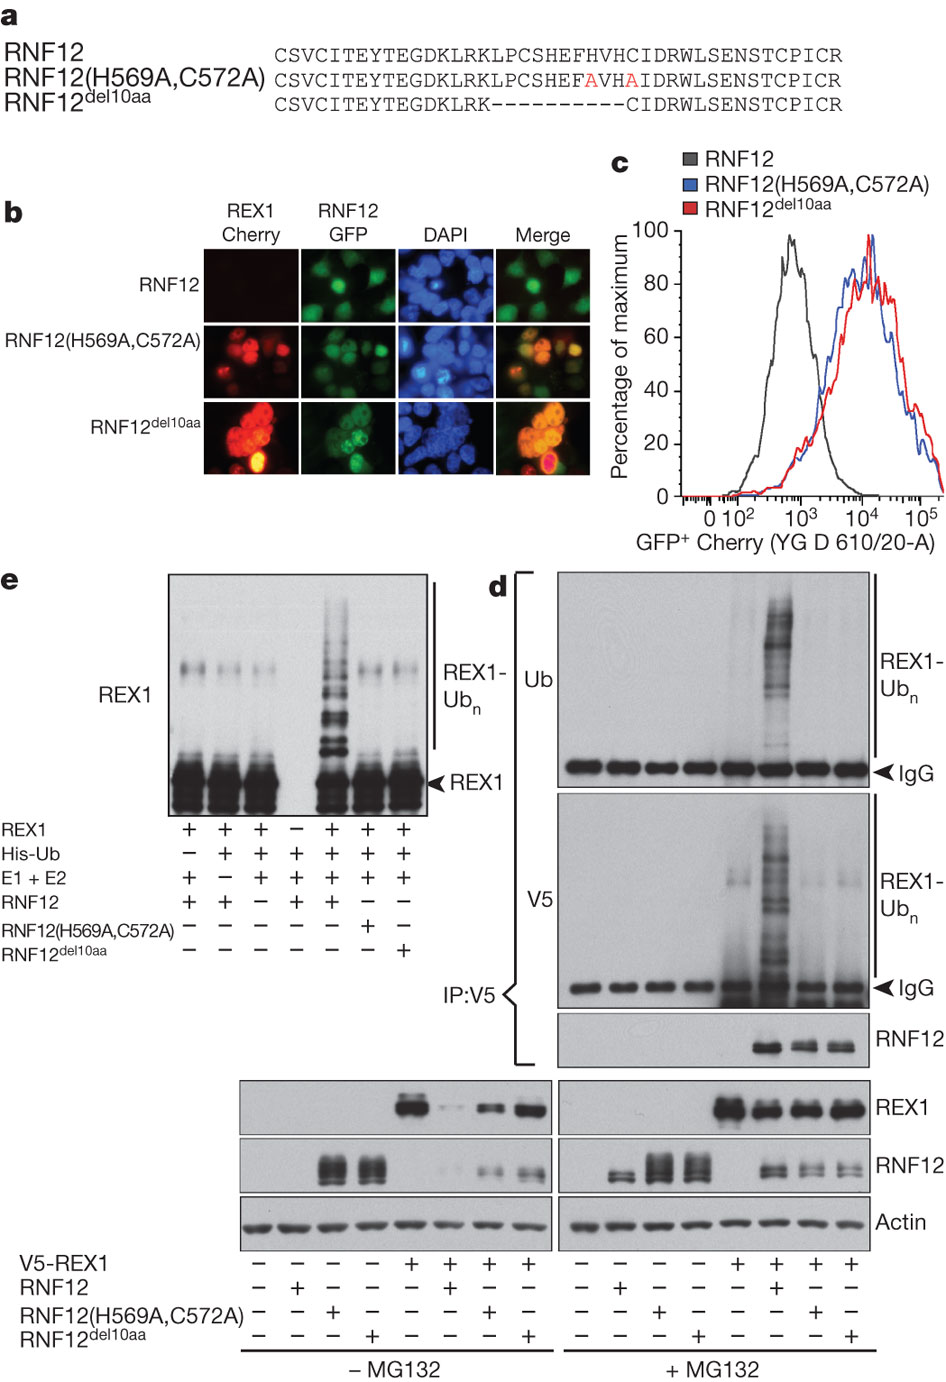 a
RNF12 CSVCITEYTEGDKLRKLPCSHEFHVHCIDRWLSENSTCPICR
RNF12(H569A,C572A) CSVCITEYTEGDKLRKLPCSHEFAVHAIDRWLSENSTCPICR
RNF12del10aa CSVCITEYTEGDKLRK----------CIDRWLSENSTCPICR
b
REX1 Cherry RNF12 GFP DAPI Merge
RNF12
RNF12(H569A,C572A)
RNF12del10aa
c
RNF12
RNF12(H569A,C572A)
RNF12del10aa
Percentage of maximum
100
80
60
40
20
0
0 10² 10³ 10⁴ 10⁵
GFP⁺ Cherry (YG D 610/20-A)
e
REX1
REX1-Ubn
REX1
REX1 + + + − + + +
His-Ub − + + + + + +
E1 + E2 + − + + + + +
RNF12 + + − + + − −
RNF12(H569A,C572A) − − − − − + −
RNF12del10aa − − − − − − +
d
Ub
REX1-Ubn
IgG
V5
REX1-Ubn
IgG
IP:V5
RNF12
REX1
RNF12
Actin
V5-REX1 − − − − + + + + − − − − + + + +
RNF12 − + − − − + − − − + − − − + − −
RNF12(H569A,C572A) − − + − − − + − − − + − − − + −
RNF12del10aa − − − + − − − + − − − + − − − +
− MG132 + MG132